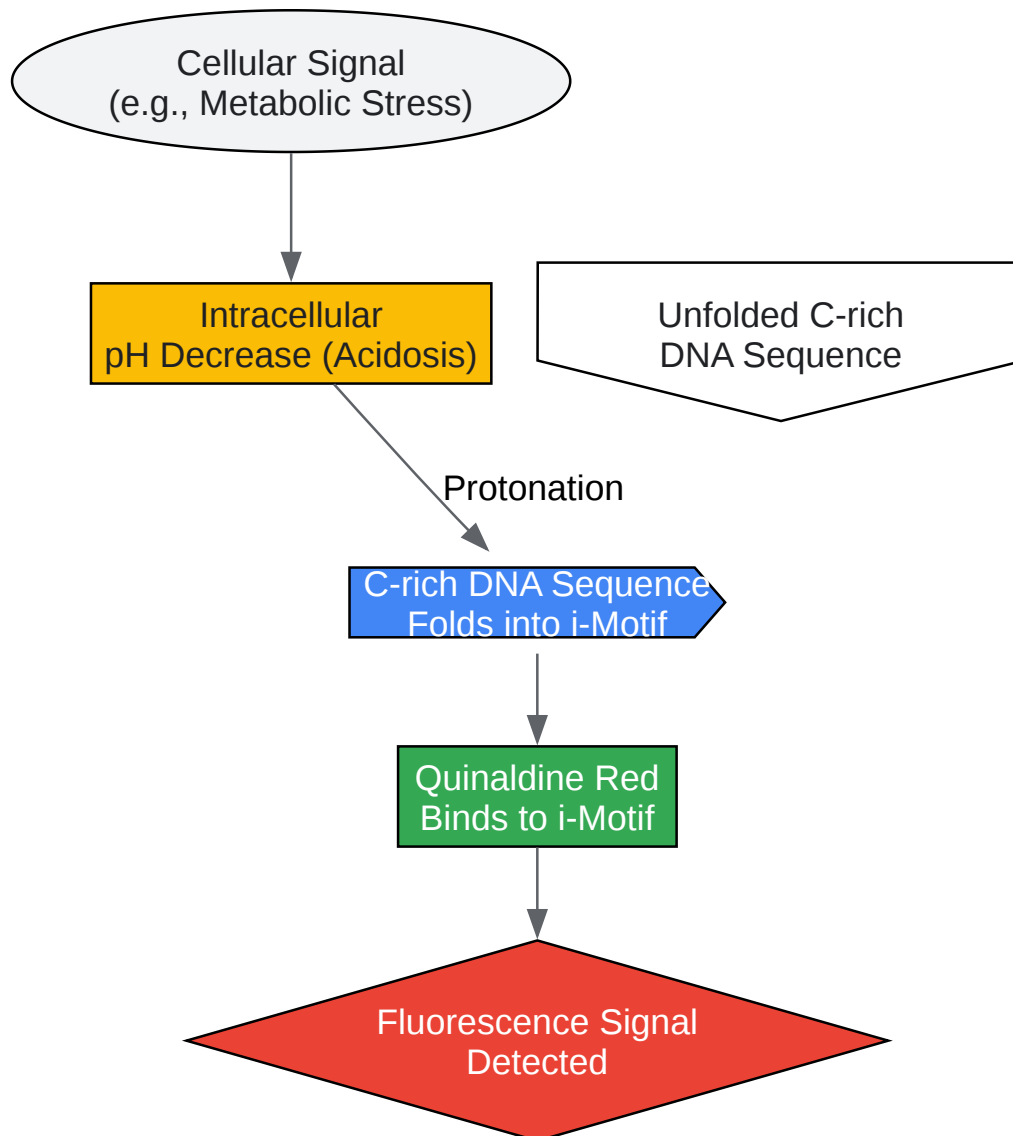 Cellular Signal
(e.g., Metabolic Stress)
Intracellular
pH Decrease (Acidosis)
Unfolded C-rich
DNA Sequence
Protonation
C-rich DNA Sequence
Folds into i-Motif
Quinaldine Red
Binds to i-Motif
Fluorescence Signal
Detected